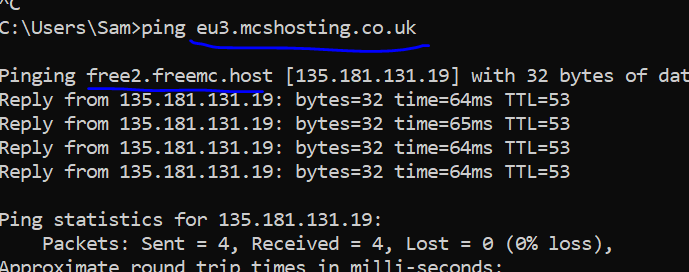 ^C
C:\Users\Sam>ping eu3.mcshosting.co.uk
Pinging free2.freemc.host [135.181.131.19] with 32 bytes of dat
Reply from 135.181.131.19: bytes=32 time=64ms TTL=53
Reply from 135.181.131.19: bytes=32 time=65ms TTL=53
Reply from 135.181.131.19: bytes=32 time=64ms TTL=53
Reply from 135.181.131.19: bytes=32 time=64ms TTL=53
Ping statistics for 135.181.131.19:
Packets: Sent = 4, Received = 4, Lost = 0 (0% loss),
Approximate round trip times in milli-seconds: